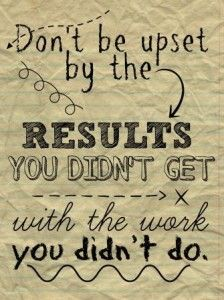 Don't be upset
by the
RESULTS
YOU DIDN'T GET
with the work
you didn't do.